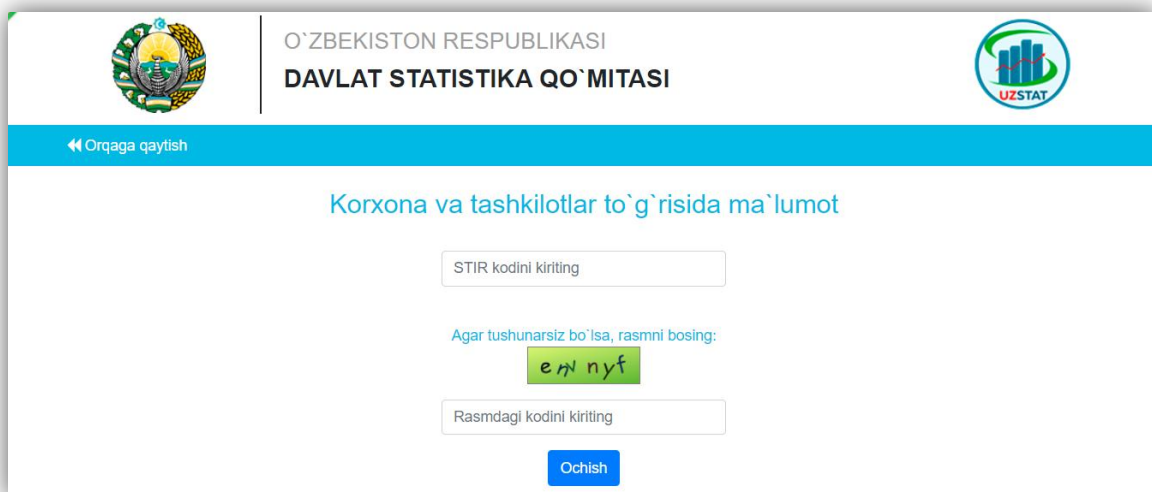 O`ZBEKISTON RESPUBLIKASI
DAVLAT STATISTIKA QO`MITASI
UZSTAT
Orqaga qaytish
Korxona va tashkilotlar to`g`risida ma`lumot
STIR kodini kiriting
Agar tushunarsiz bo`lsa, rasmni bosing:
Rasmdagi kodini kiriting
Ochish